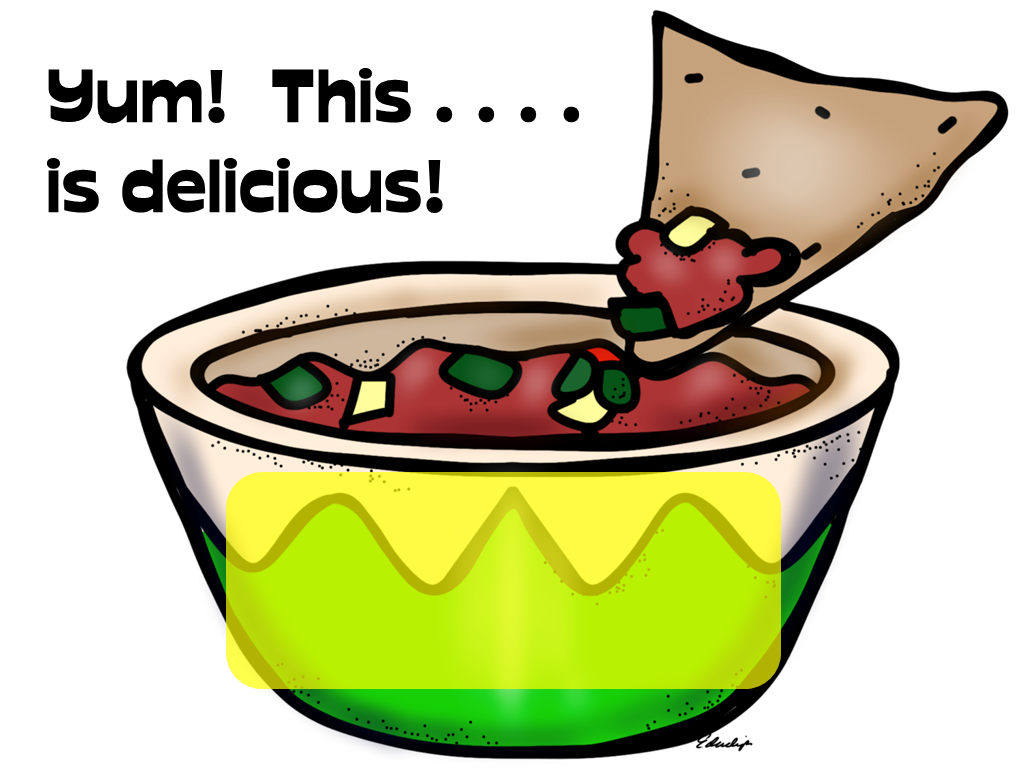 Yum! This . . . .
is delicious!